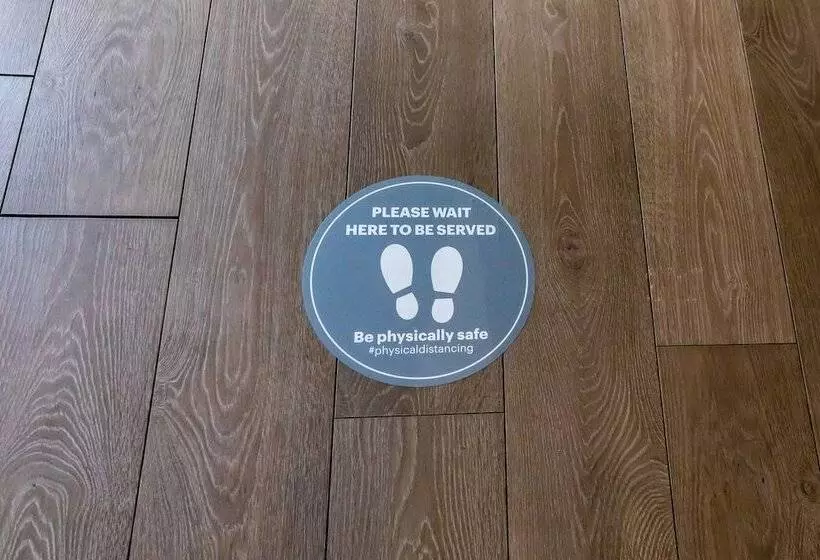 PLEASE WAIT
HERE TO BE SERVED
Be physically safe
#physicaldistancing